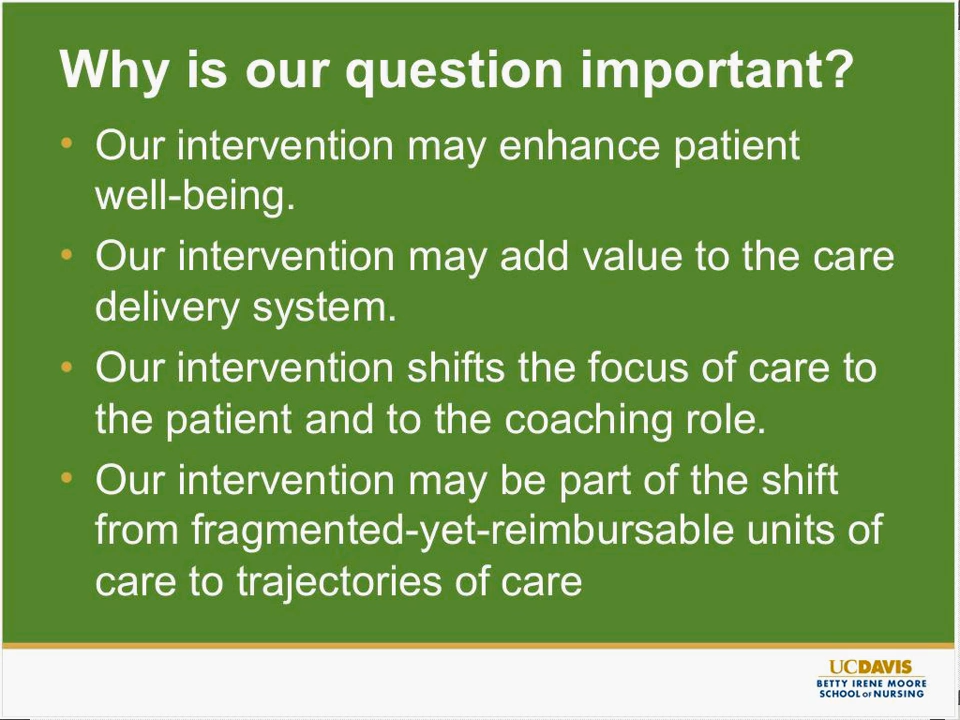 Why is our question important?
• Our intervention may enhance patient
well-being.
• Our intervention may add value to the care
delivery system.
• Our intervention shifts the focus of care to
the patient and to the coaching role.
• Our intervention may be part of the shift
from fragmented-yet-reimbursable units of
care to trajectories of care
UCDAVIS
BETTY IRENE MOORE
SCHOOL OF NURSING